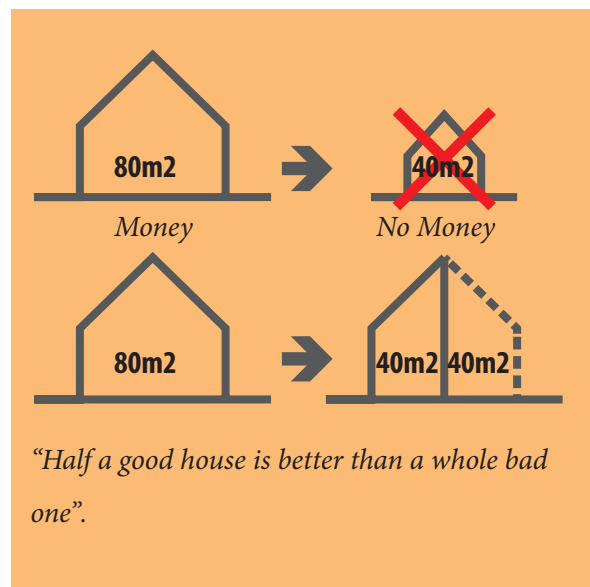 80m2
40m2
Money
No Money
80m2
40m2
40m2
“Half a good house is better than a whole bad
one”.